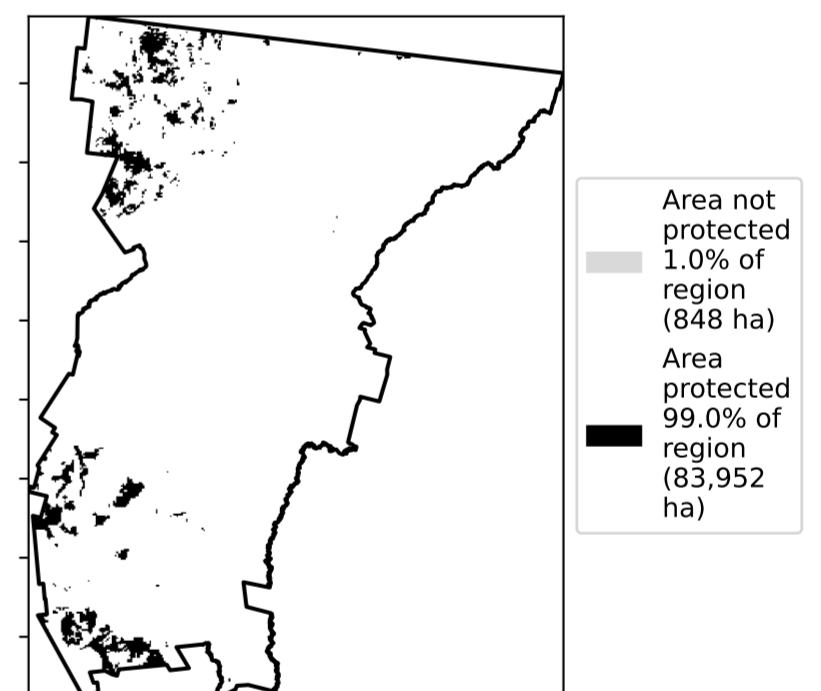 Area not
protected
1.0% of
region
(848 ha)
Area
protected
99.0% of
region
(83,952
ha)